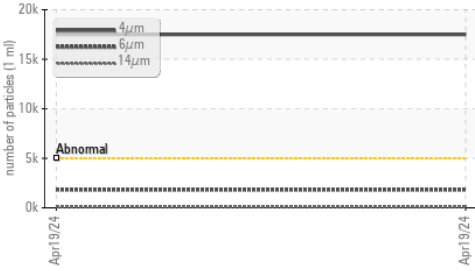 number of particles (1 ml)
20k
15k
10k
5k
0k
4µm
6µm
14µm
Abnormal
Apr19/24
Apr19/24